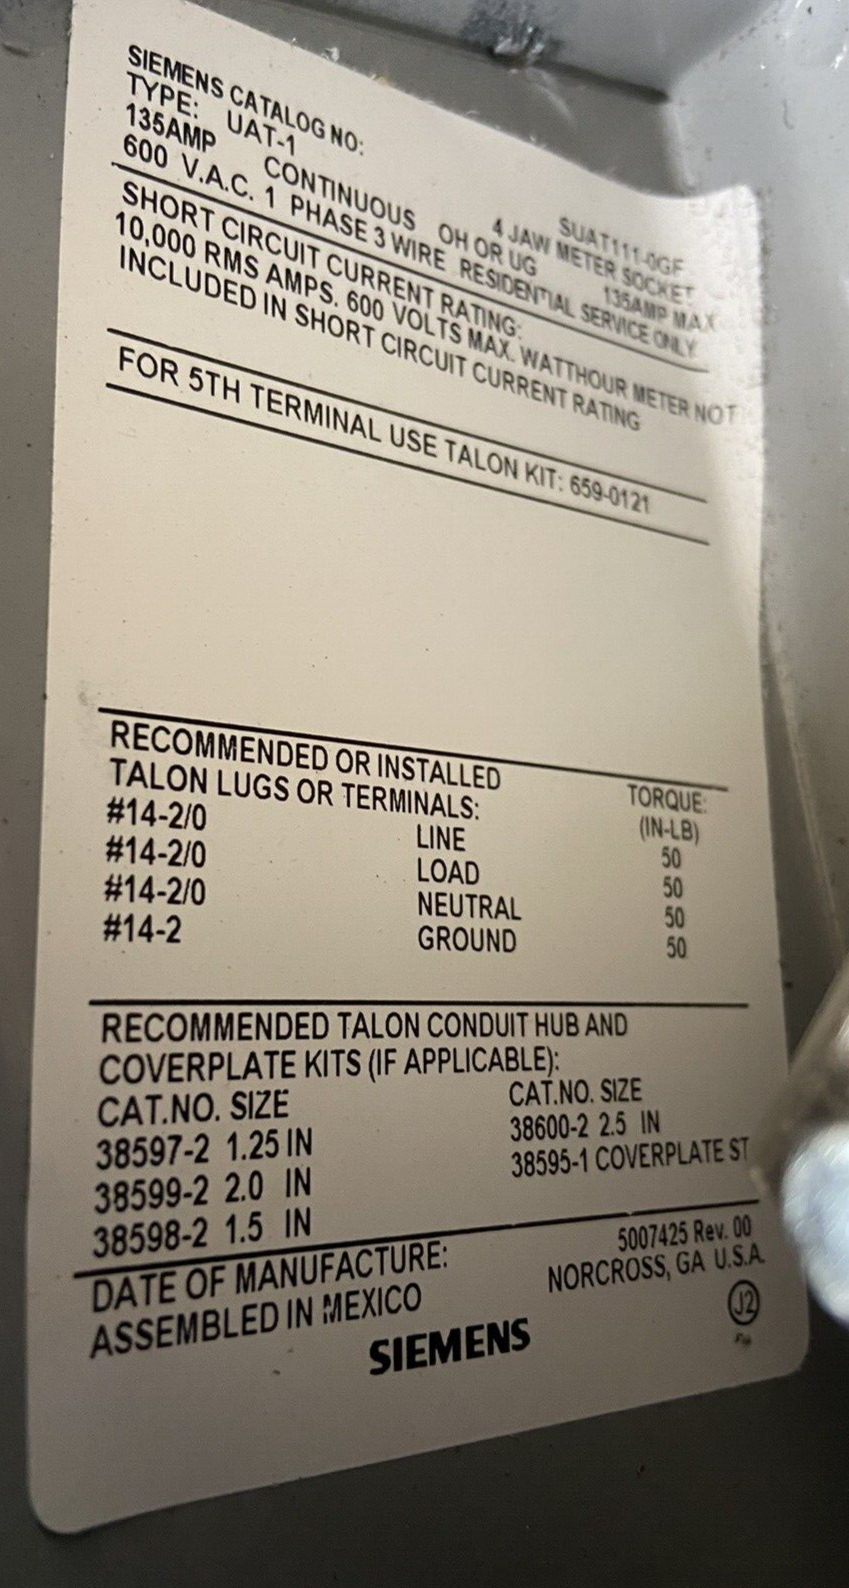 SIEMENS CATALOG NO: SUAT111-0GF
TYPE: UAT-1 4 JAW METER SOCKET
135AMP CONTINUOUS OH OR UG 135AMP MAX
600 V.A.C. 1 PHASE 3 WIRE RESIDENTIAL SERVICE ONLY
SHORT CIRCUIT CURRENT RATING:
10,000 RMS AMPS. 600 VOLTS MAX. WATTHOUR METER NOT
INCLUDED IN SHORT CIRCUIT CURRENT RATING
FOR 5TH TERMINAL USE TALON KIT: 659-0121
RECOMMENDED OR INSTALLED
TALON LUGS OR TERMINALS: TORQUE:
(IN-LB)
#14-2/0 LINE 50
#14-2/0 LOAD 50
#14-2/0 NEUTRAL 50
#14-2 GROUND 50
RECOMMENDED TALON CONDUIT HUB AND
COVERPLATE KITS (IF APPLICABLE):
CAT.NO. SIZE CAT.NO. SIZE
38597-2 1.25 IN 38600-2 2.5 IN
38599-2 2.0 IN 38595-1 COVERPLATE ST
38598-2 1.5 IN
DATE OF MANUFACTURE: 5007425 Rev. 00
ASSEMBLED IN MEXICO NORCROSS, GA U.S.A.
SIEMENS J2